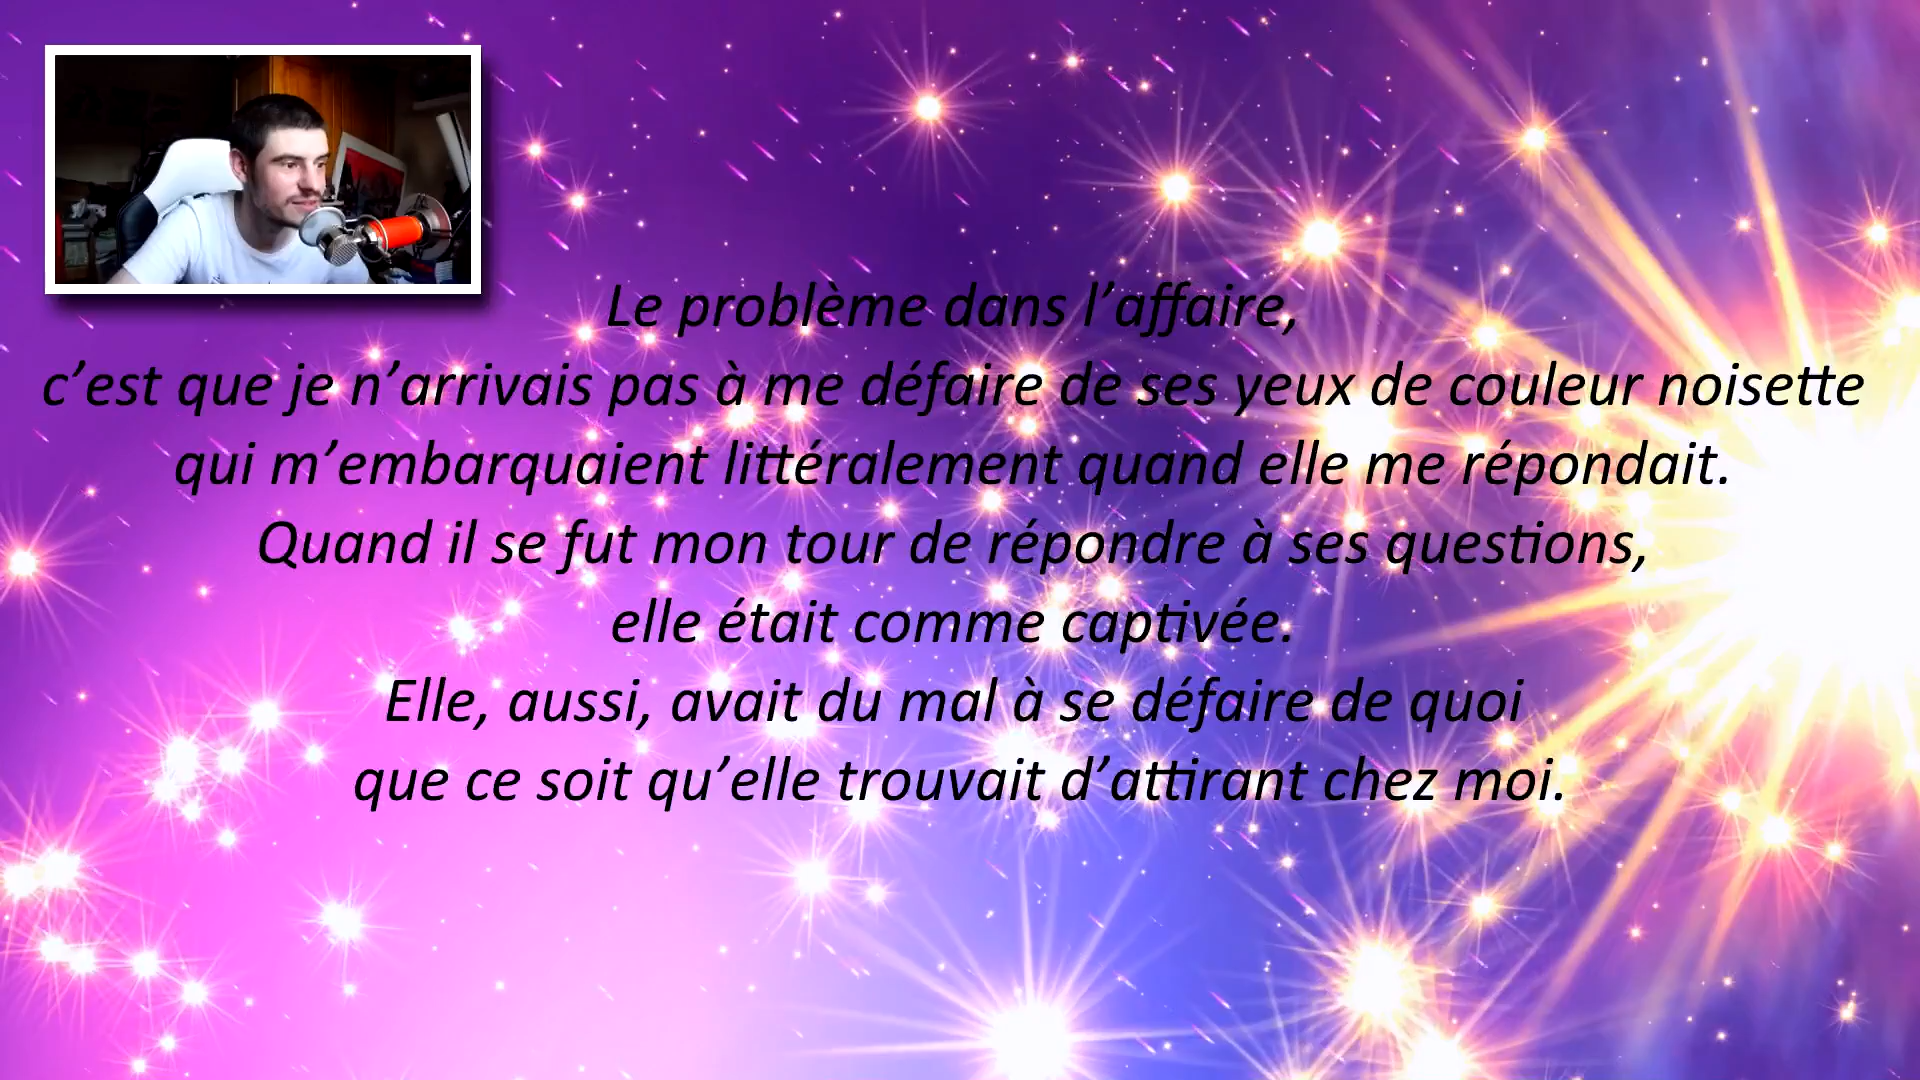 Le problème dans l’affaire,
c’est que je n’arrivais pas à me défaire de ses yeux de couleur noisette
qui m’embarquaient littéralement quand elle me répondait.
Quand il se fut mon tour de répondre à ses questions,
elle était comme captivée.
Elle, aussi, avait du mal à se défaire de quoi
que ce soit qu’elle trouvait d’attirant chez moi.